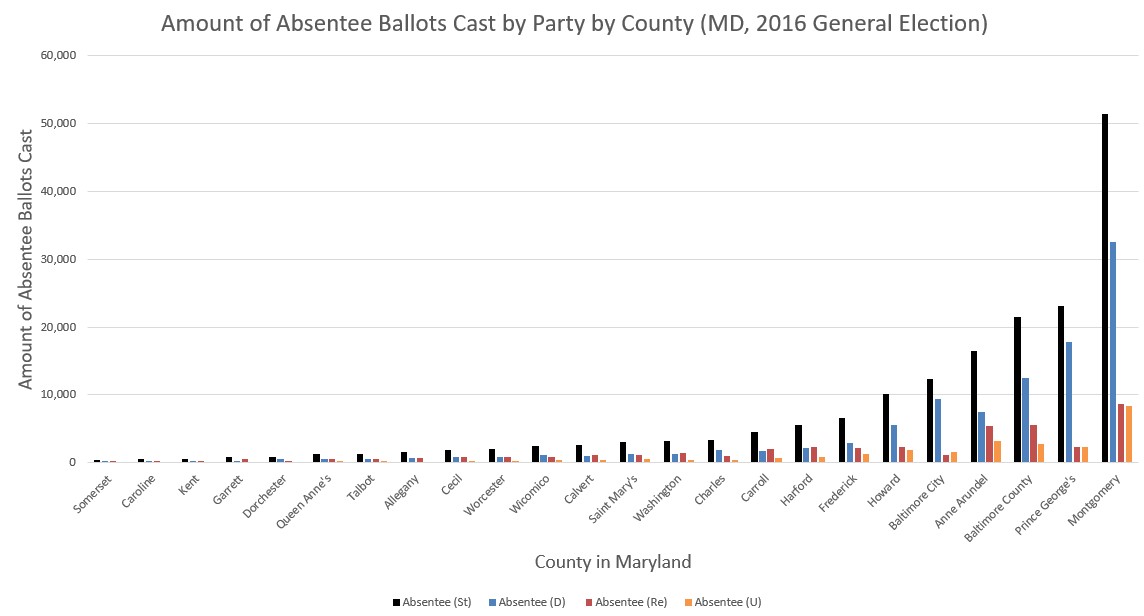 Amount of Absentee Ballots Cast by Party by County (MD, 2016 General Election)
Amount of Absentee Ballots Cast
60,000
50,000
40,000
30,000
20,000
10,000
0
Somerset
Caroline
Kent
Garrett
Dorchester
Queen Anne's
Talbot
Allegany
Cecil
Worcester
Wicomico
Calvert
Saint Mary's
Washington
Charles
Carroll
Harford
Frederick
Howard
Baltimore City
Anne Arundel
Baltimore County
Prince George's
Montgomery
County in Maryland
Absentee (St) Absentee (D) Absentee (Re) Absentee (U)